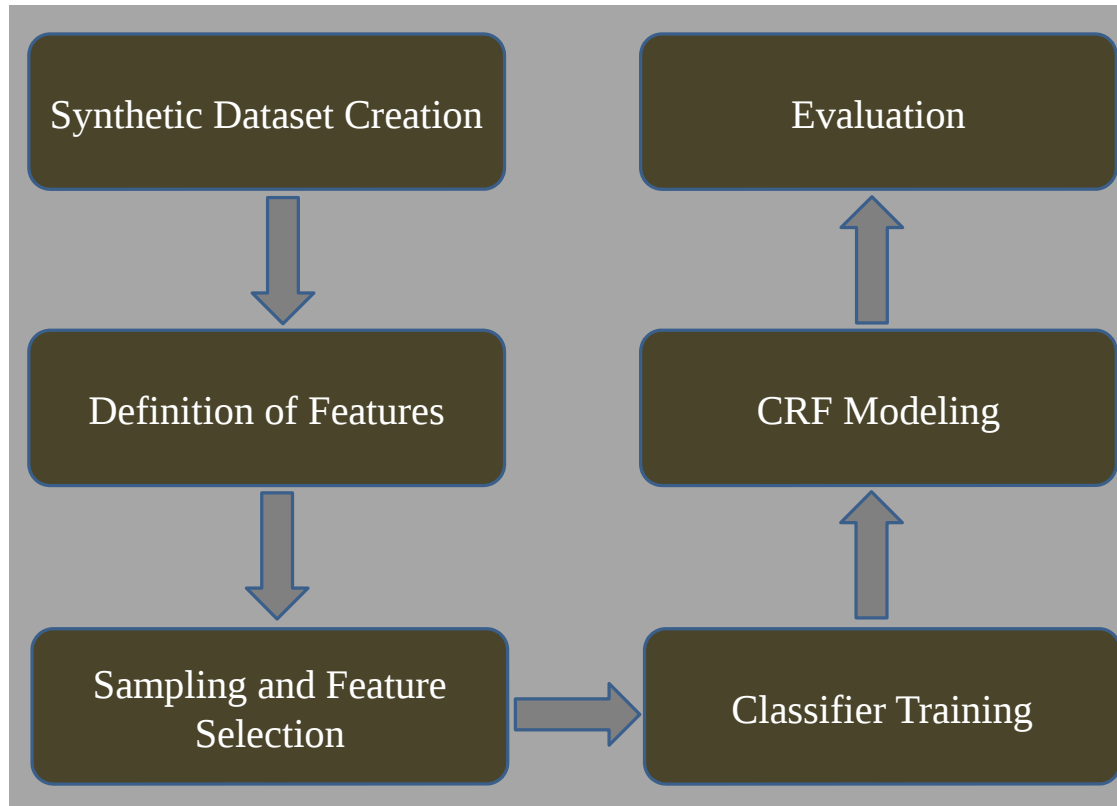 Synthetic Dataset Creation
Definition of Features
Sampling and Feature
Selection
Classifier Training
CRF Modeling
Evaluation